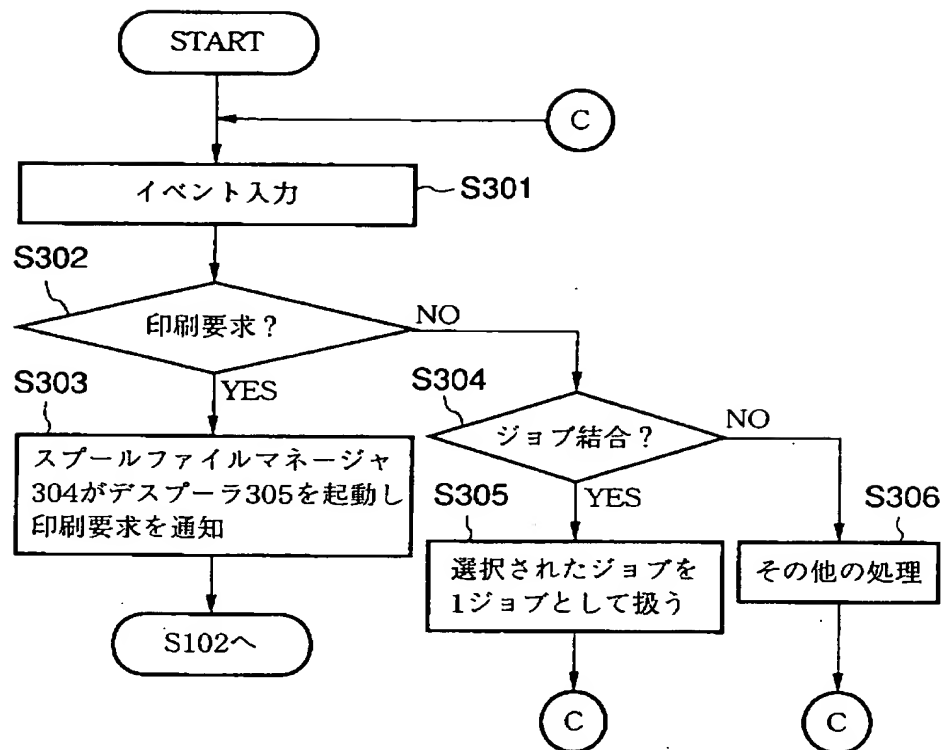 START
C
イベント入力
S301
S302
印刷要求？
NO
S303
YES
S304
ジョブ結合？
NO
スプールファイルマネージャ
304がデスプーラ305を起動し
印刷要求を通知
S305
YES
S306
選択されたジョブを
1ジョブとして扱う
その他の処理
S102へ
C
C